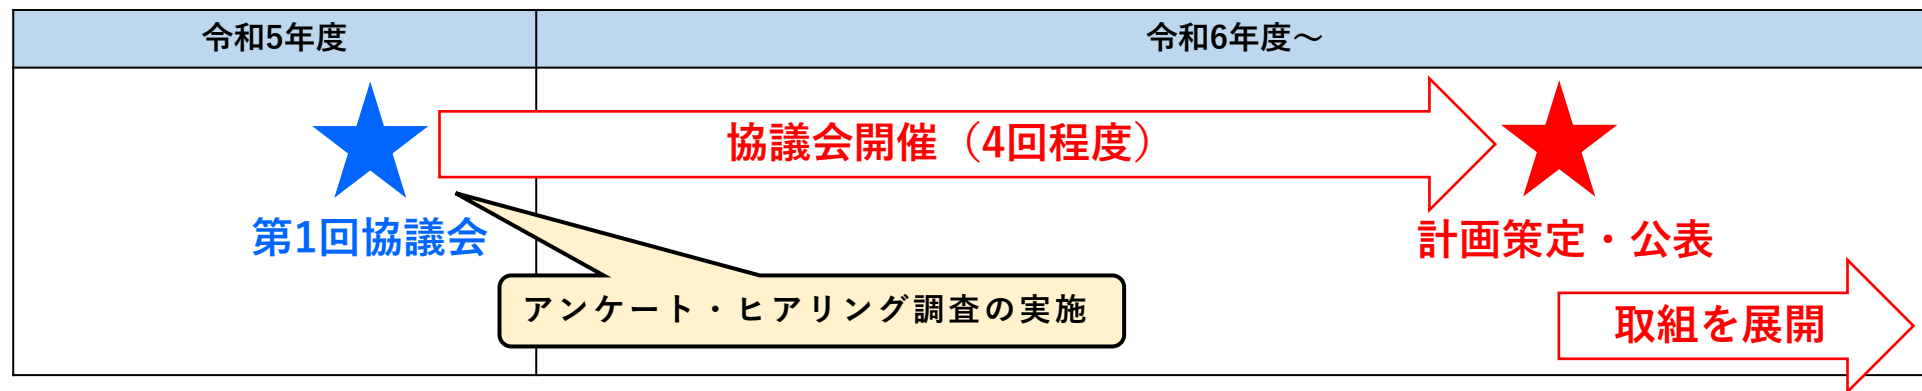 令和5年度
令和6年度～
協議会開催（4回程度）
第1回協議会
計画策定・公表
アンケート・ヒアリング調査の実施
取組を展開